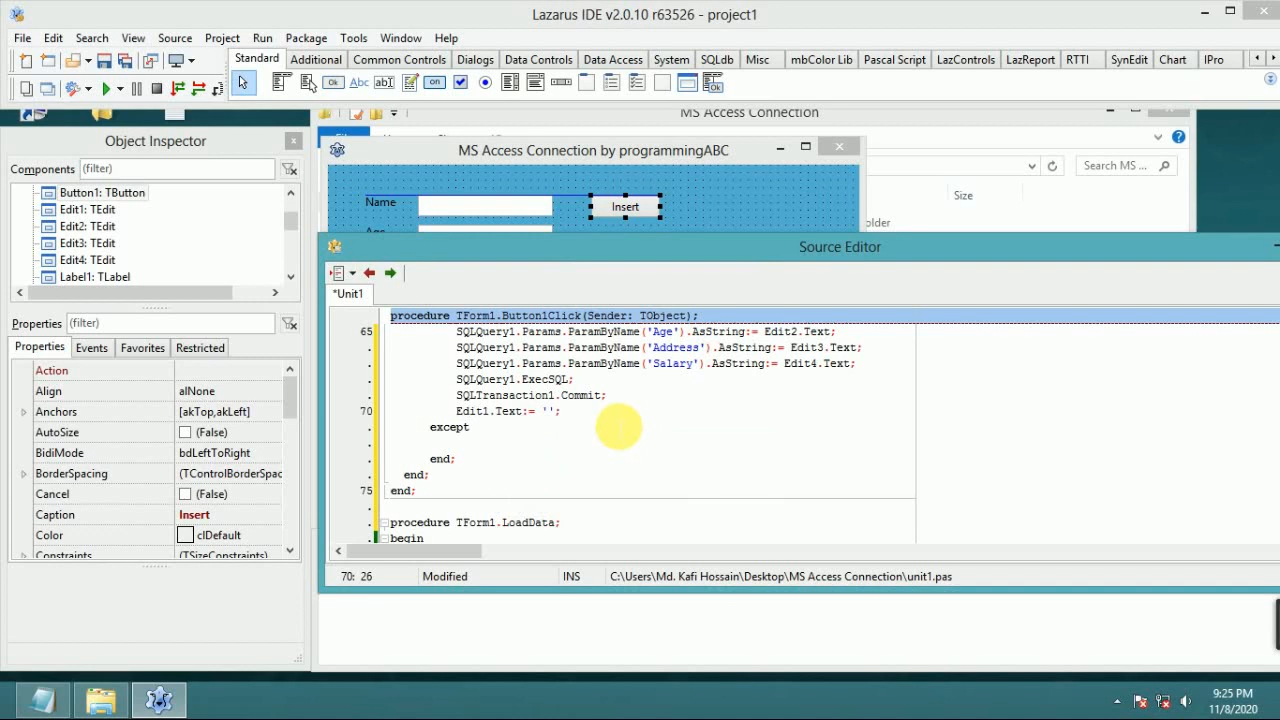 Lazarus IDE v2.0.10 r63526 - project1
File Edit Search View Source Project Run Package Tools Window Help
Standard Additional Common Controls Dialogs Data Controls Data Access System SQLdb Misc mbColor Lib Pascal Script LazControls LazReport RTTI SynEdit Chart IPro
Ok Abc abI on Ok
MS Access Connection
Object Inspector
MS Access Connection by programmingABC
Components (filter)
Search MS ...
Button1: TButton
Edit1: TEdit
Edit2: TEdit
Edit3: TEdit
Edit4: TEdit
Label1: TLabel
Size
Name
Insert
Age
Source Editor
*Unit1
Properties (filter)
Properties Events Favorites Restricted
Action
Align alNone
Anchors [akTop,akLeft]
AutoSize (False)
BidiMode bdLeftToRight
BorderSpacing (TControlBorderSpac
Cancel (False)
Caption Insert
Color clDefault
Constraints (TSizeConstraints)
procedure TForm1.Button1Click(Sender: TObject);
65 SQLQuery1.Params.ParamByName('Age').AsString:= Edit2.Text;
. SQLQuery1.Params.ParamByName('Address').AsString:= Edit3.Text;
. SQLQuery1.Params.ParamByName('Salary').AsString:= Edit4.Text;
. SQLQuery1.ExecSQL;
. SQLTransaction1.Commit;
70 Edit1.Text:= '';
. except
.
. end;
. end;
75 end;
.
. procedure TForm1.LoadData;
. begin
70: 26 Modified INS C:\Users\Md. Kafi Hossain\Desktop\MS Access Connection\unit1.pas
9:25 PM
11/8/2020